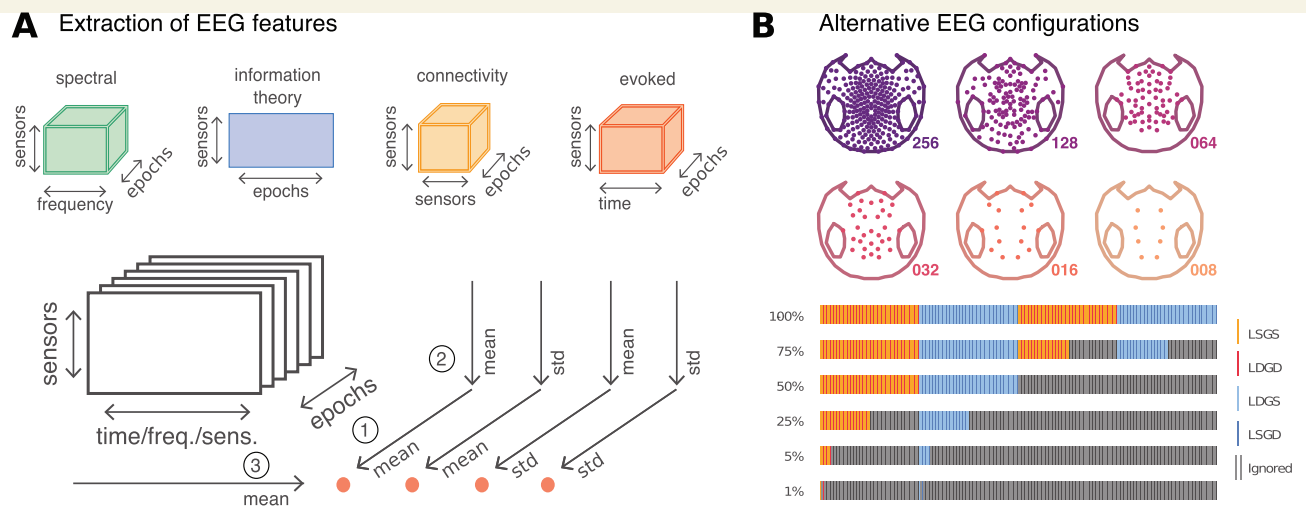 A Extraction of EEG features
spectral
information
theory
connectivity
evoked
sensors
frequency
epochs
sensors
epochs
sensors
sensors
epochs
sensors
time
epochs
sensors
time/freq./sens.
epochs
3
mean
2
mean
std
mean
std
1
mean
mean
std
std
B Alternative EEG configurations
256
128
064
032
016
008
100%
75%
50%
25%
5%
1%
LSGS
LDGD
LDGS
LSGD
Ignored